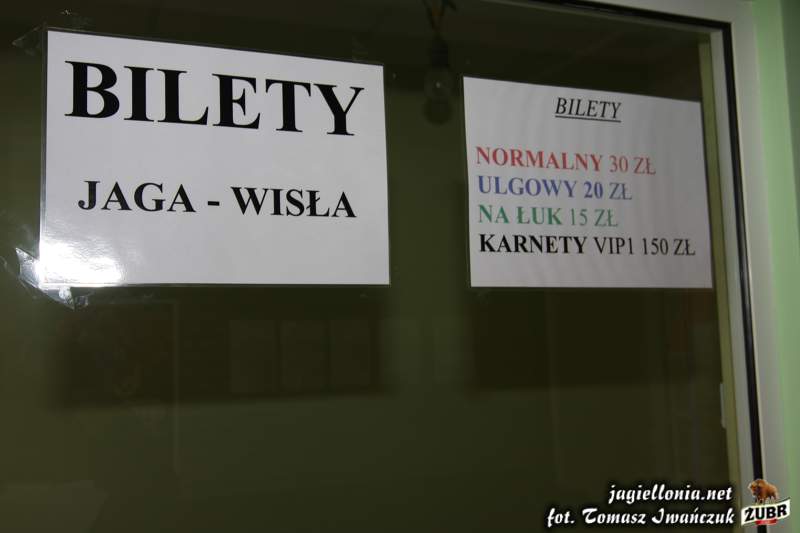 BILETY
JAGA - WISŁA
BILETY
NORMALNY 30 ZŁ
ULGOWY 20 ZŁ
NA ŁUK 15 ZŁ
KARNETY VIP1 150 ZŁ
jagiellonia.net
fot. Tomasz Iwańczuk
ŻUBR